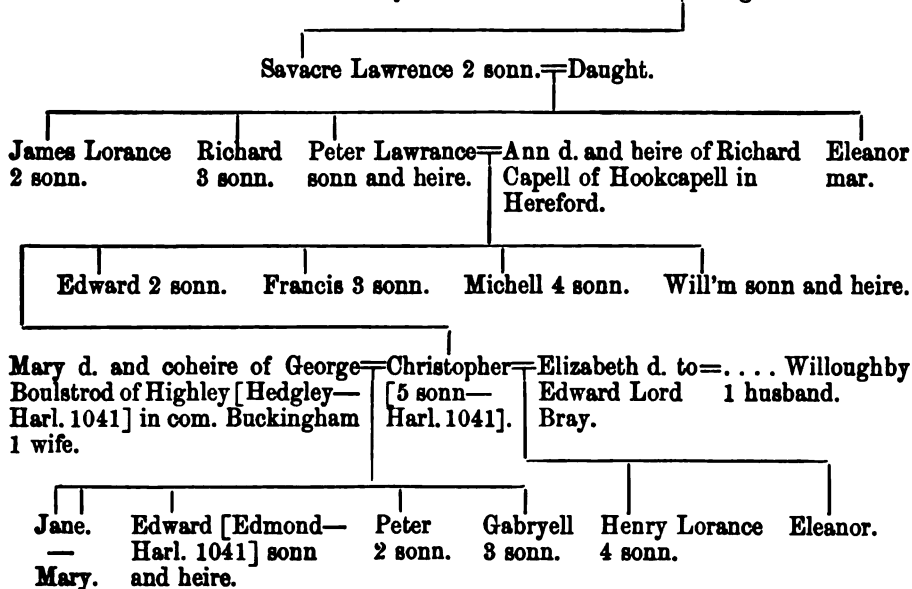 Savacre Lawrence 2 sonn.=Daught.
James Lorance 2 sonn.
Richard 3 sonn.
Peter Lawrance= sonn and heire.
Ann d. and heire of Richard
Capell of Hookcapell in
Hereford.
Eleanor mar.
Edward 2 sonn. Francis 3 sonn. Michell 4 sonn. Will'm sonn and heire.
Mary d. and coheire of George=
Boulstrod of Highley [Hedgley—
Harl. 1041] in com. Buckingham
1 wife.
Christopher=
[5 sonn—
Harl. 1041].
Elizabeth d. to=
Edward Lord
Bray.
.... Willoughby
1 husband.
Jane.
—
Mary.
Edward [Edmond—
Harl. 1041] sonn
and heire.
Peter
2 sonn.
Gabryell
3 sonn.
Henry Lorance
4 sonn.
Eleanor.